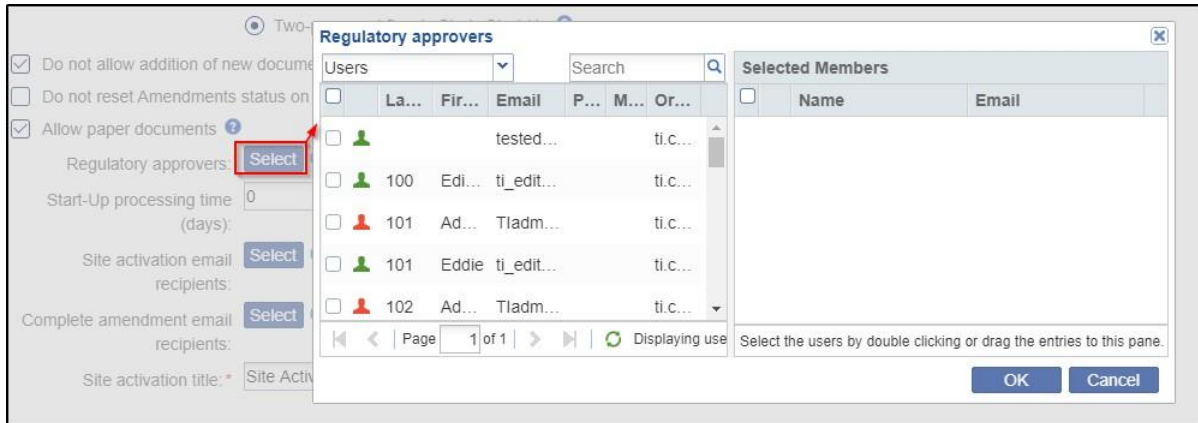 Two-
Do not allow addition of new docume
Do not reset Amendments status on
Allow paper documents
Regulatory approvers: Select
Start-Up processing time (days): 0
Site activation email recipients: Select
Complete amendment email recipients: Select
Site activation title: * Site Activ
Regulatory approvers
Users Search
La... Fir... Email P... M... Or...
tested... ti.c...
100 Edi... ti_edit... ti.c...
101 Ad... TIadm... ti.c...
101 Eddie ti_edit... ti.c...
102 Ad... TIadm... ti.c...
Page 1 of 1 Displaying use
Selected Members
Name Email
Select the users by double clicking or drag the entries to this pane.
OK Cancel